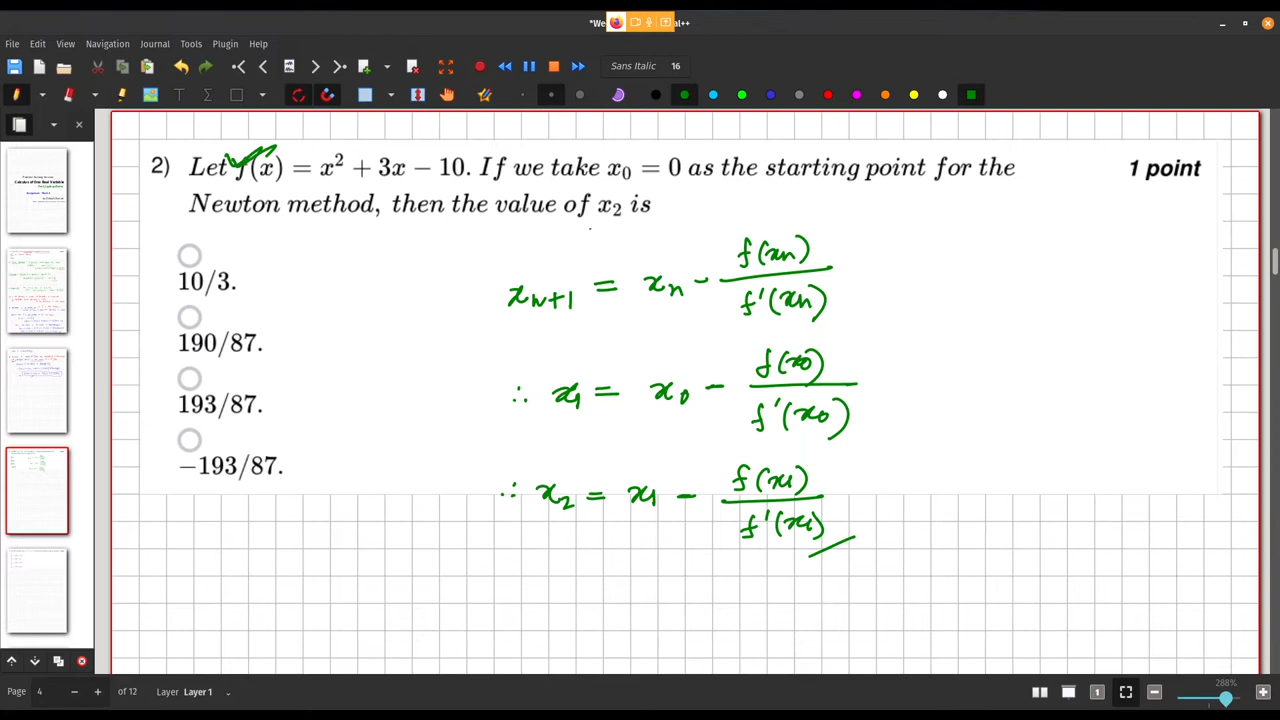 *We al++
File Edit View Navigation Journal Tools Plugin Help
Sans Italic 16
2) Let f(x) = x² + 3x − 10. If we take x₀ = 0 as the starting point for the 1 point
Newton method, then the value of x₂ is
10/3.
190/87.
193/87.
−193/87.
xₙ₊₁ = xₙ - f(xₙ) / f'(xₙ)
∴ x₁ = x₀ - f(x₀) / f'(x₀)
∴ x₂ = x₁ - f(x₁) / f'(x₁)
Page 4 of 12 Layer Layer 1 1 288%